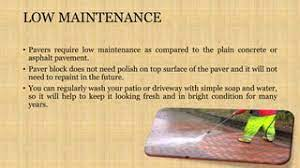 LOW MAINTENANCE
• Pavers require low maintenance as compared to the plain concrete or
asphalt pavement.
• Paver block does not need polish on top surface of the paver and it will not
need to repaint in the future.
• You can regularly wash your patio or driveway with simple soap and water,
so it will help to keep it looking fresh and in bright condition for many
years.